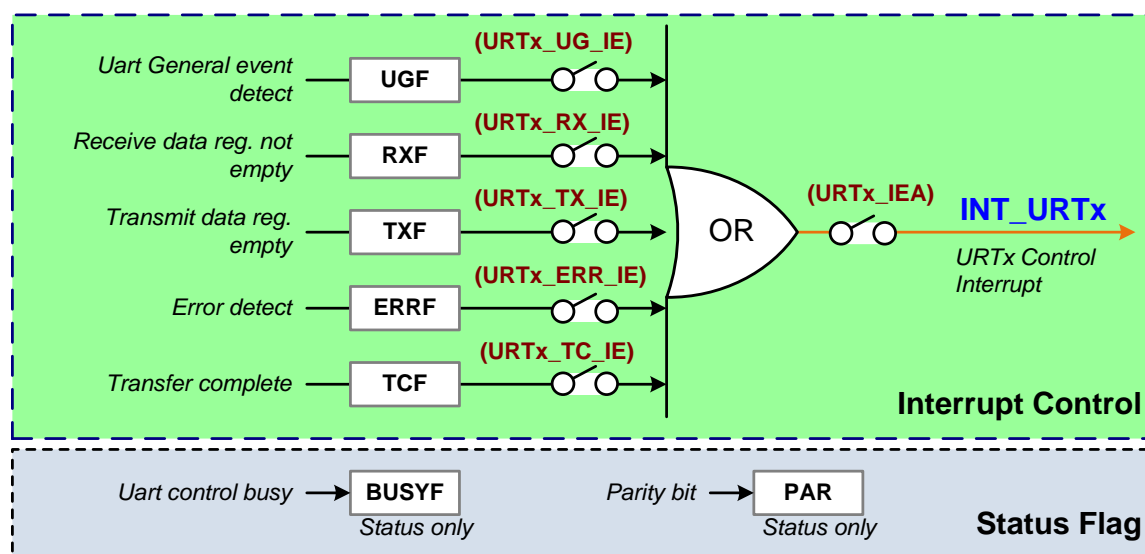 (URTx_UG_IE)
Uart General event
detect
UGF
(URTx_RX_IE)
Receive data reg. not
empty
RXF
(URTx_TX_IE)
Transmit data reg.
empty
TXF
OR
(URTx_IEA)
INT_URTx
URTx Control
Interrupt
(URTx_ERR_IE)
Error detect
ERRF
(URTx_TC_IE)
Transfer complete
TCF
Interrupt Control
Uart control busy
BUSYF
Status only
Parity bit
PAR
Status only
Status Flag